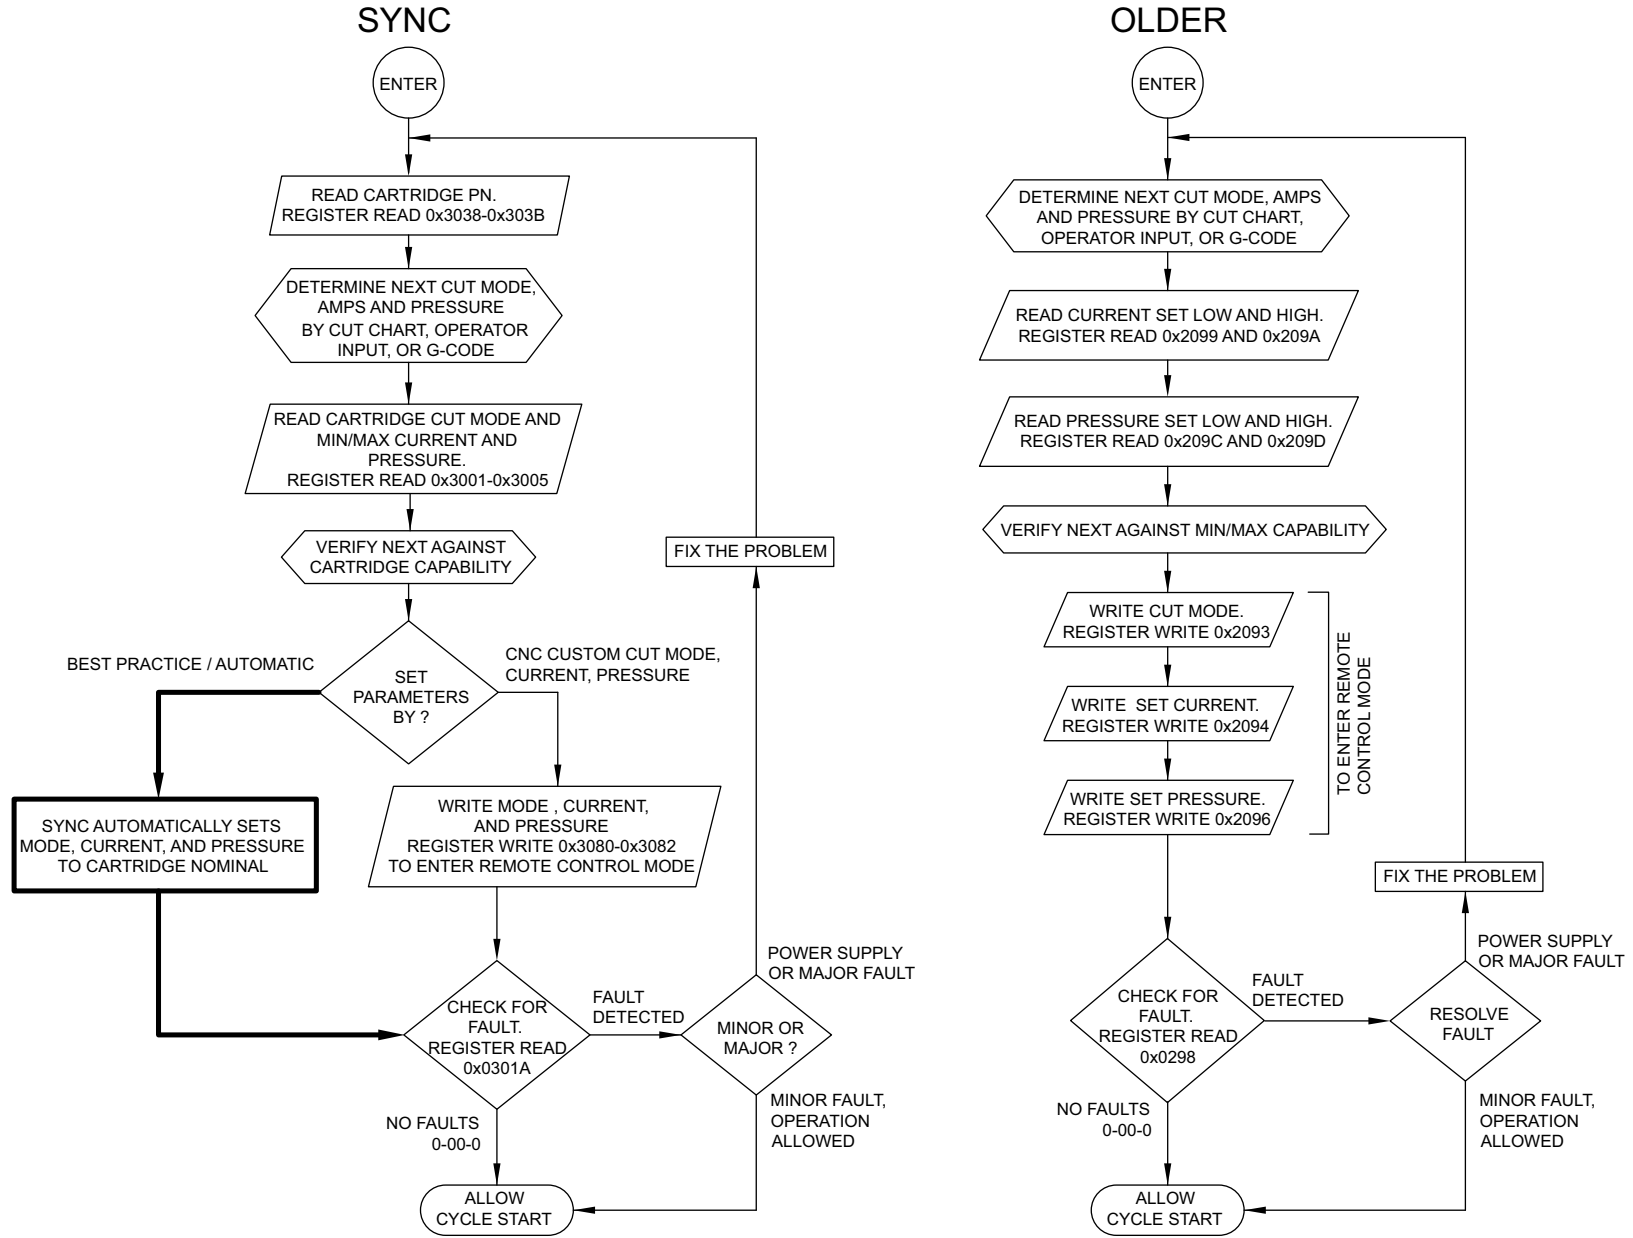 SYNC
ENTER
READ CARTRIDGE PN.
REGISTER READ 0x3038-0x303B
DETERMINE NEXT CUT MODE,
AMPS AND PRESSURE
BY CUT CHART, OPERATOR
INPUT, OR G-CODE
READ CARTRIDGE CUT MODE AND
MIN/MAX CURRENT AND
PRESSURE.
REGISTER READ 0x3001-0x3005
VERIFY NEXT AGAINST
CARTRIDGE CAPABILITY
SET
PARAMETERS
BY ?
BEST PRACTICE / AUTOMATIC
CNC CUSTOM CUT MODE,
CURRENT, PRESSURE
SYNC AUTOMATICALLY SETS
MODE, CURRENT, AND PRESSURE
TO CARTRIDGE NOMINAL
WRITE MODE , CURRENT,
AND PRESSURE
REGISTER WRITE 0x3080-0x3082
TO ENTER REMOTE CONTROL MODE
CHECK FOR
FAULT.
REGISTER READ
0x0301A
FAULT
DETECTED
MINOR OR
MAJOR ?
POWER SUPPLY
OR MAJOR FAULT
FIX THE PROBLEM
MINOR FAULT,
OPERATION
ALLOWED
NO FAULTS
0-00-0
ALLOW
CYCLE START
OLDER
ENTER
DETERMINE NEXT CUT MODE, AMPS
AND PRESSURE BY CUT CHART,
OPERATOR INPUT, OR G-CODE
READ CURRENT SET LOW AND HIGH.
REGISTER READ 0x2099 AND 0x209A
READ PRESSURE SET LOW AND HIGH.
REGISTER READ 0x209C AND 0x209D
VERIFY NEXT AGAINST MIN/MAX CAPABILITY
WRITE CUT MODE.
REGISTER WRITE 0x2093
WRITE SET CURRENT.
REGISTER WRITE 0x2094
WRITE SET PRESSURE.
REGISTER WRITE 0x2096
TO ENTER REMOTE
CONTROL MODE
CHECK FOR
FAULT.
REGISTER READ
0x0298
FAULT
DETECTED
RESOLVE
FAULT
POWER SUPPLY
OR MAJOR FAULT
FIX THE PROBLEM
MINOR FAULT,
OPERATION
ALLOWED
NO FAULTS
0-00-0
ALLOW
CYCLE START